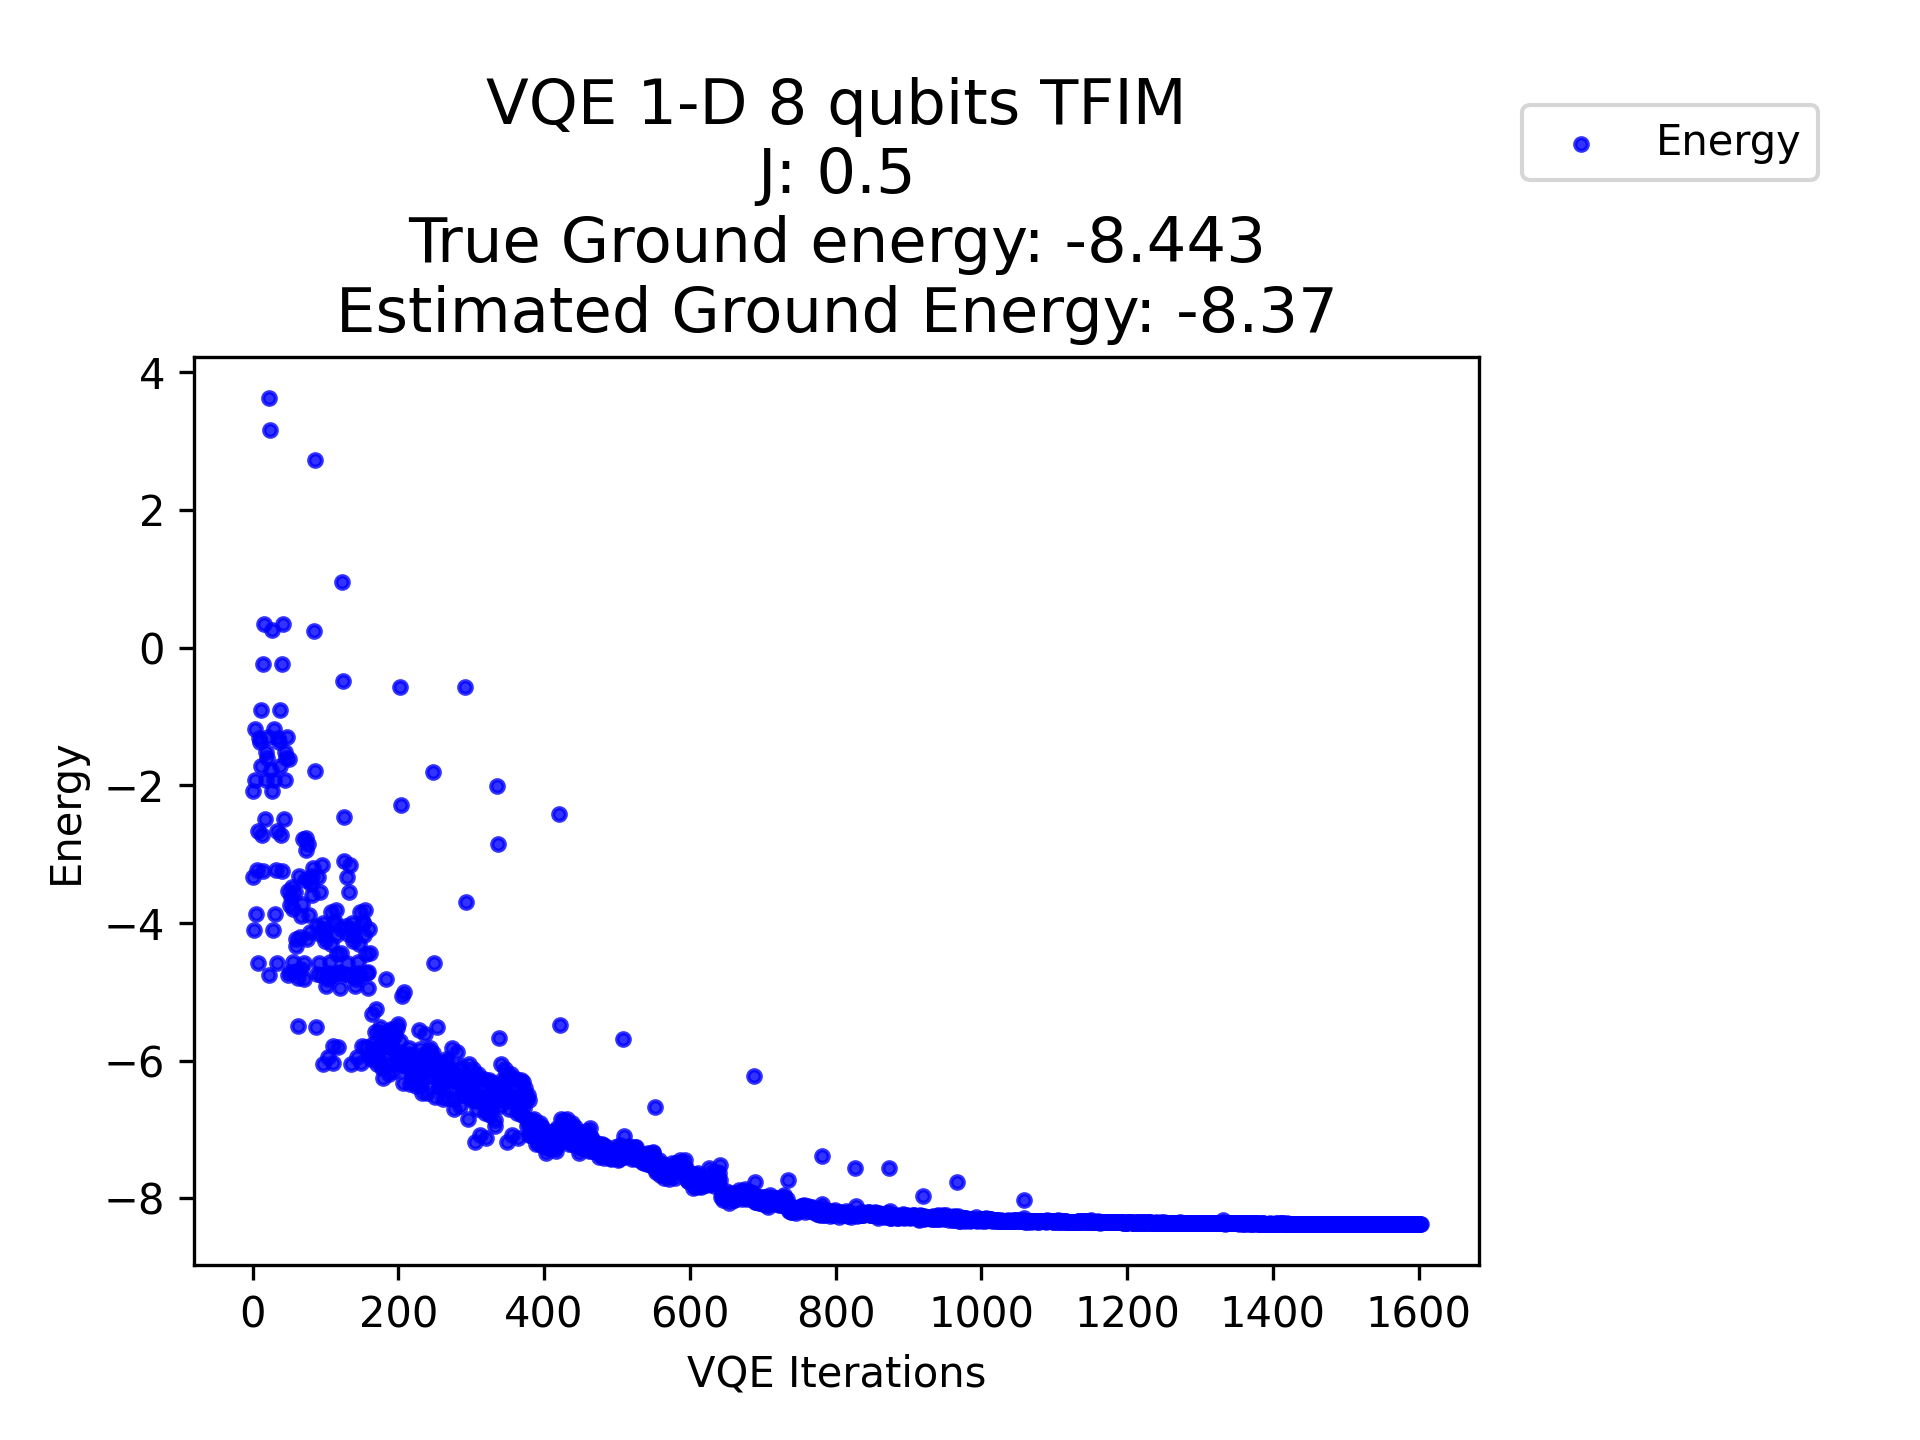 VQE 1-D 8 qubits TFIM
J: 0.5
True Ground energy: -8.443
Estimated Ground Energy: -8.37
Energy
4
2
0
−2
−4
−6
−8
Energy
0 200 400 600 800 1000 1200 1400 1600
VQE Iterations